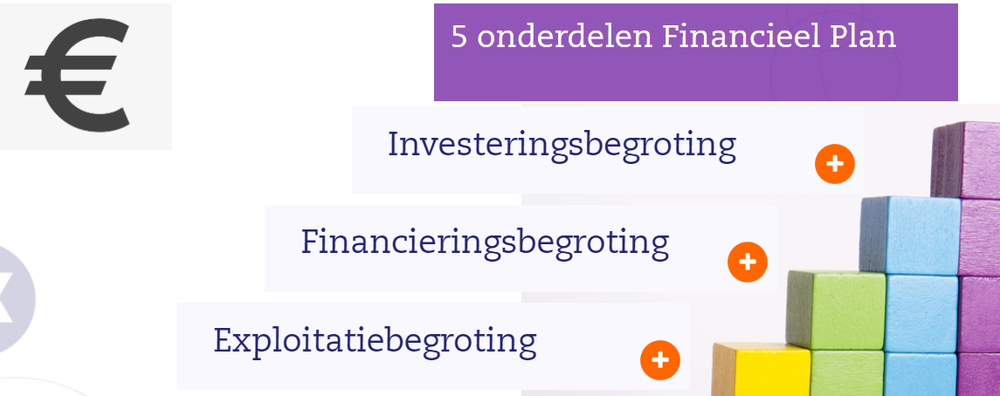 €
5 onderdelen Financieel Plan
Investeringsbegroting
Financieringsbegroting
Exploitatiebegroting